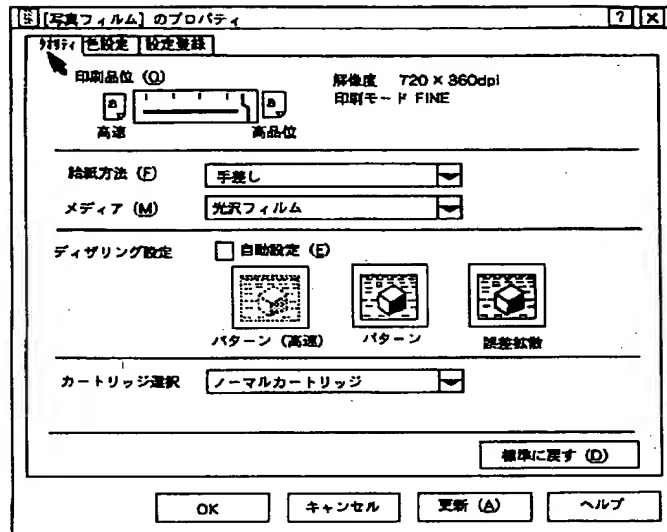 [写真フィルム] のプロパティ ? ×
クオリティ 色設定 設定登録
印刷品位 (Q)
a a
高速 高品位
解像度 720×360dpi
印刷モード FINE
給紙方法 (F) 手差し
メディア (M) 光沢フィルム
ディザリング設定 自動設定 (E)
パターン (高速) パターン 誤差拡散
カートリッジ選択 ノーマルカートリッジ
標準に戻す (D)
OK キャンセル 更新 (A) ヘルプ